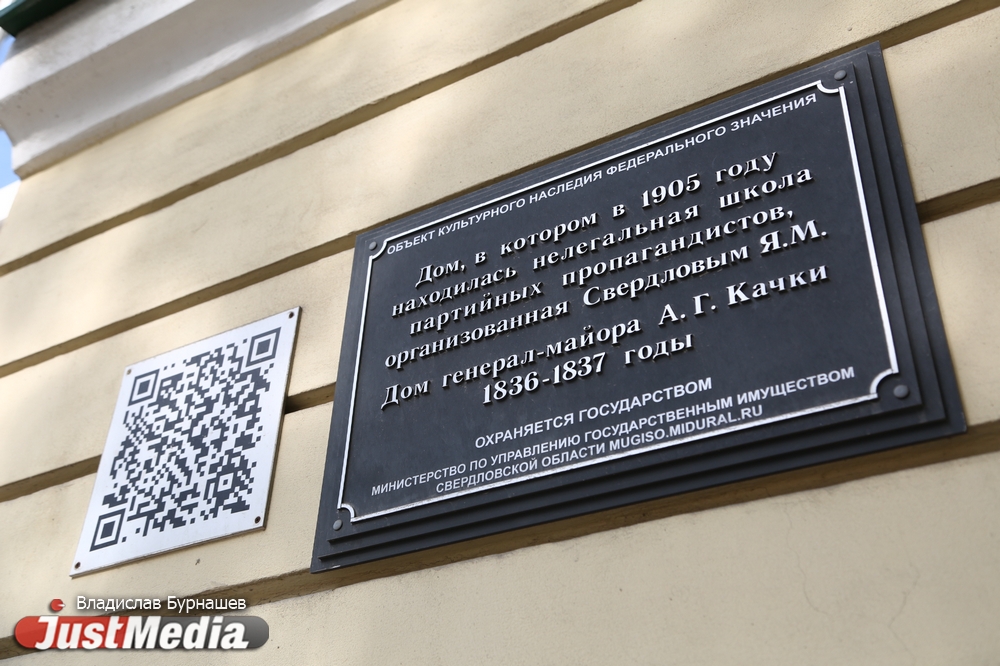 ОБЪЕКТ КУЛЬТУРНОГО НАСЛЕДИЯ ФЕДЕРАЛЬНОГО ЗНАЧЕНИЯ
Дом, в котором в 1905 году
находилась нелегальная школа
партийных пропагандистов,
организованная Свердловым Я.М.
Дом генерал-майора А. Г. Качки
1836-1837 годы
ОХРАНЯЕТСЯ ГОСУДАРСТВОМ
МИНИСТЕРСТВО ПО УПРАВЛЕНИЮ ГОСУДАРСТВЕННЫМ ИМУЩЕСТВОМ
СВЕРДЛОВСКОЙ ОБЛАСТИ MUGISO.MIDURAL.RU
Владислав Бурнашев
JustMedia